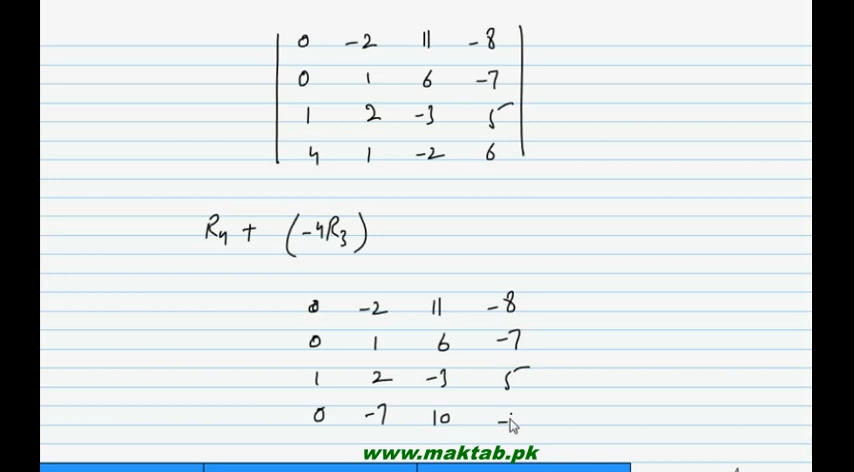 0 -2 11 -8
0 1 6 -7
1 2 -3 5
4 1 -2 6
R4 + (-4R3)
0 -2 11 -8
0 1 6 -7
1 2 -3 5
0 -7 10 -
www.maktab.pk